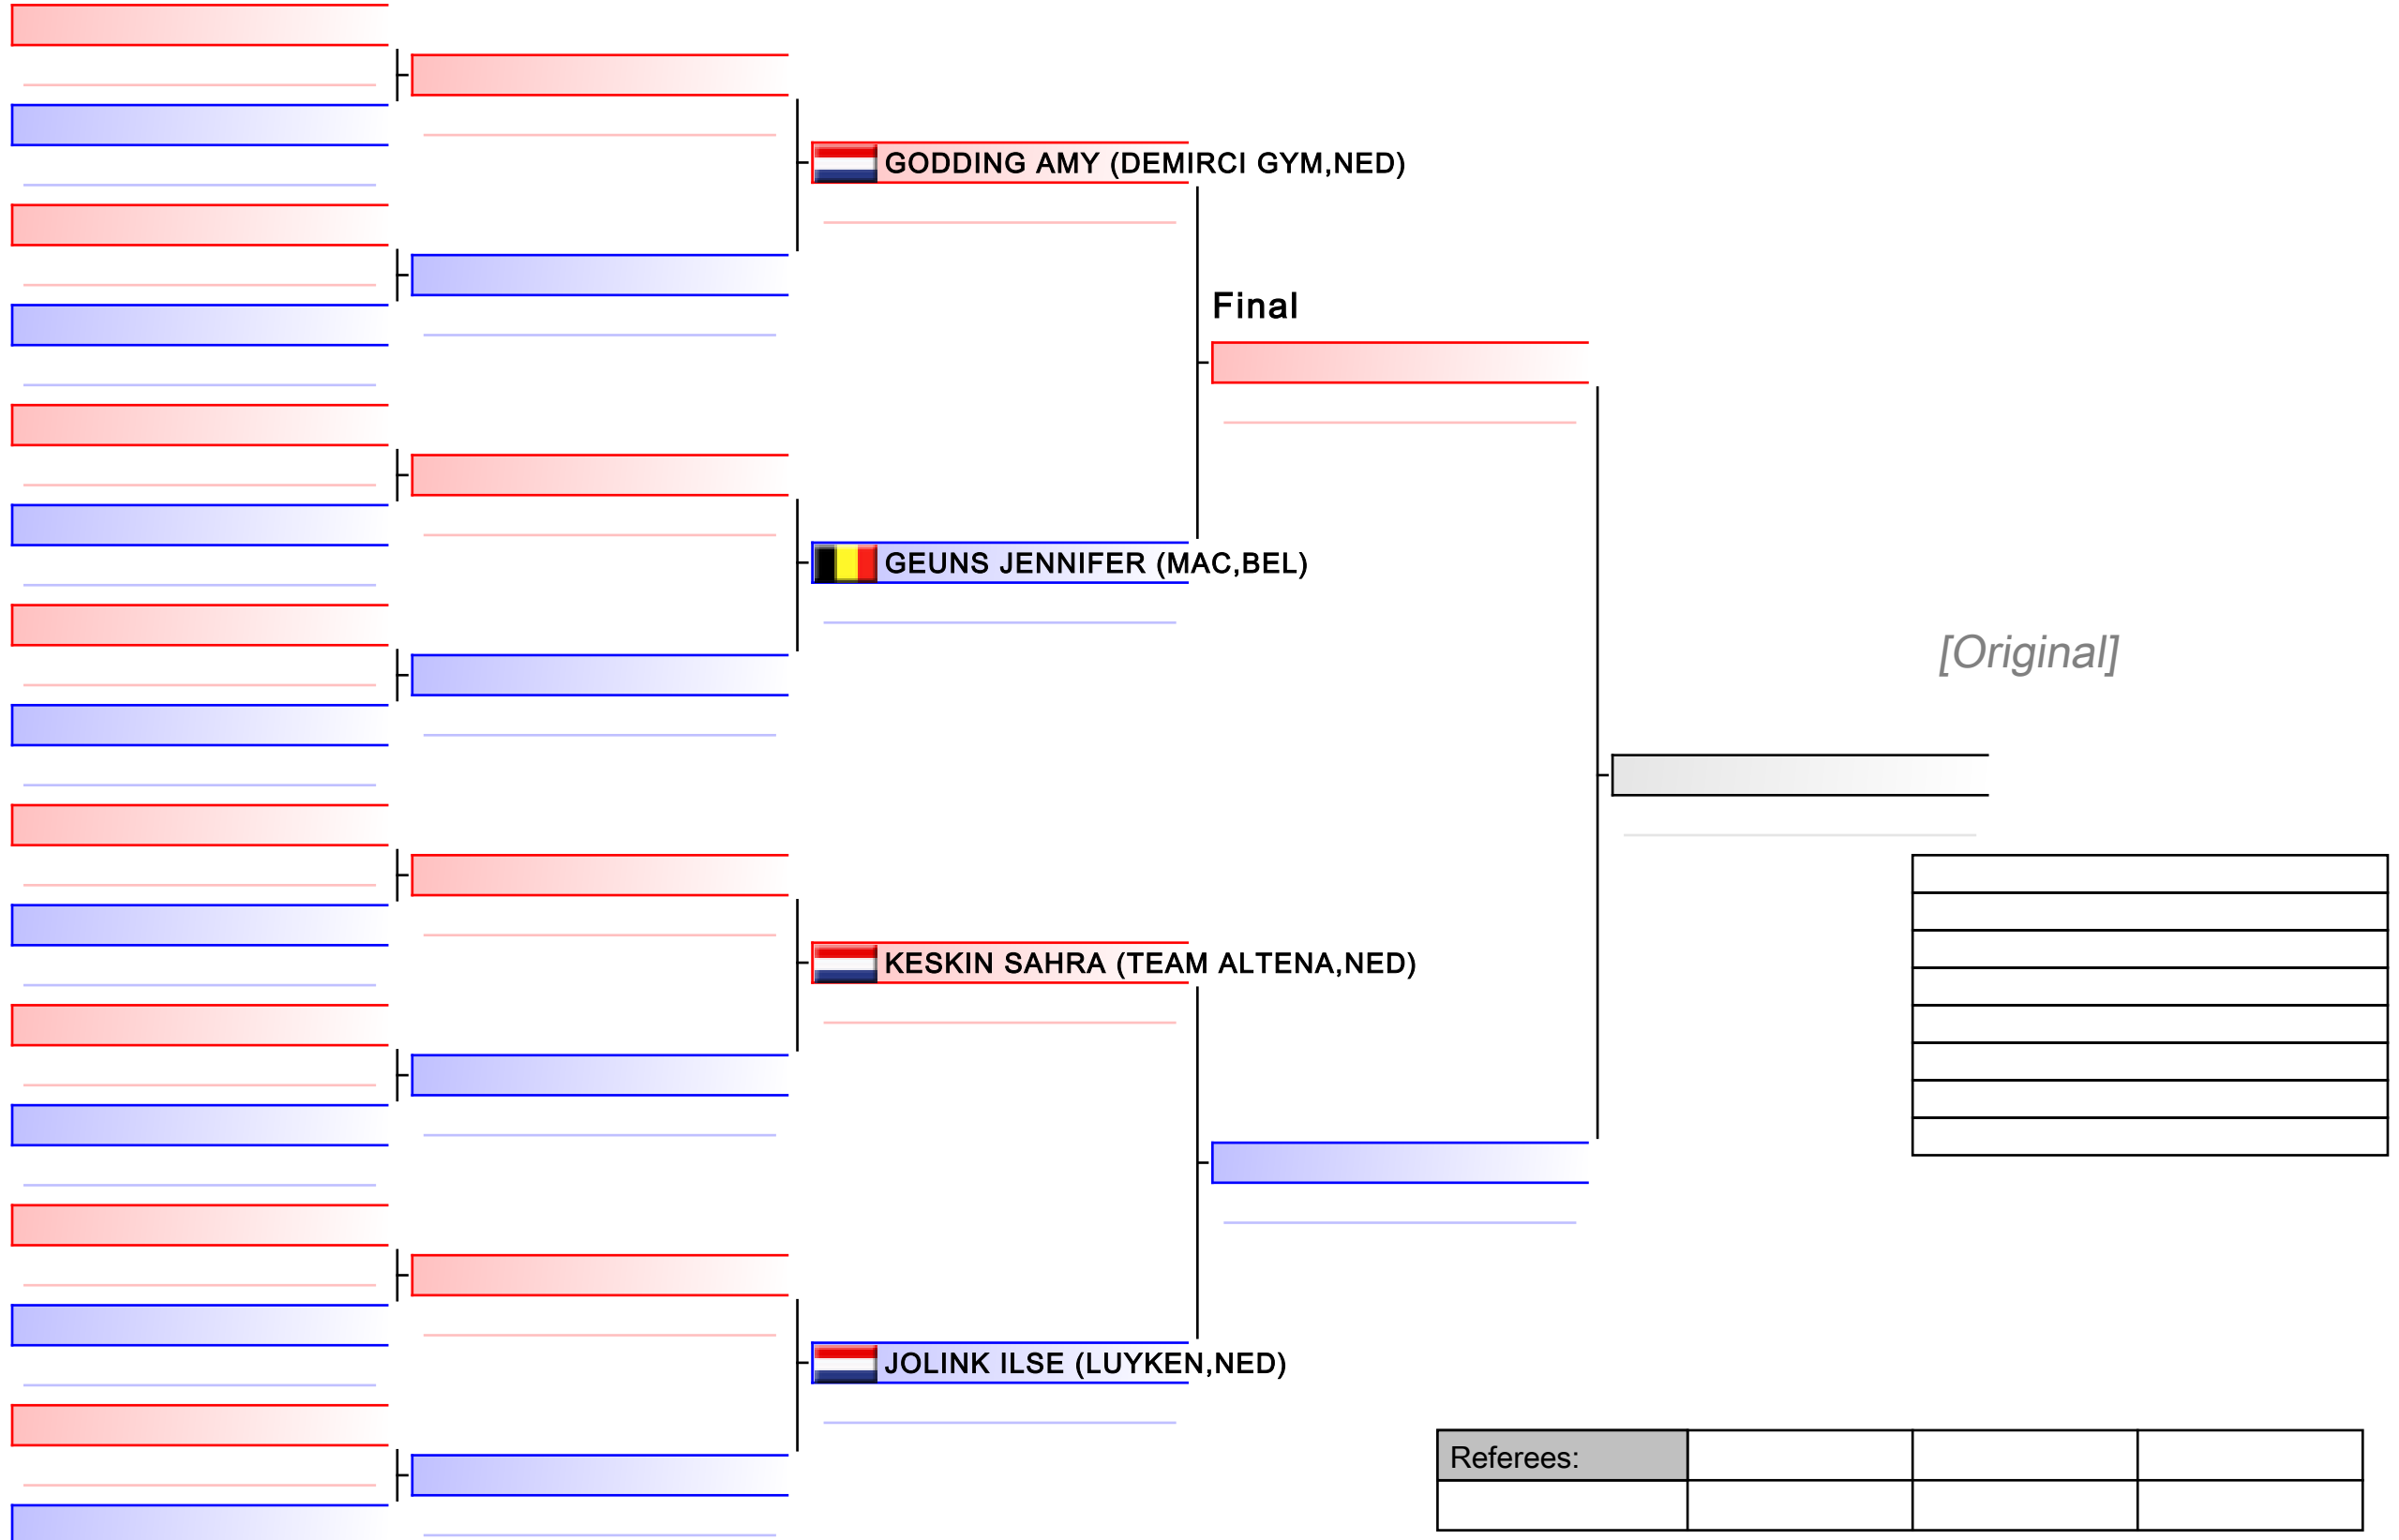 GODDING AMY (DEMIRCI GYM,NED)
Final
GEUNS JENNIFER (MAC,BEL)
[Original]
KESKIN SAHRA (TEAM ALTENA,NED)
JOLINK ILSE (LUYKEN,NED)
Referees: